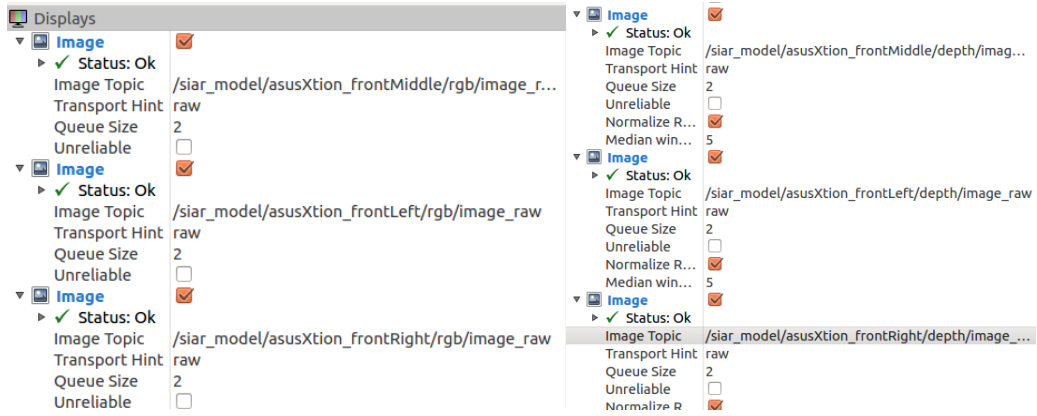 Displays
Image
Status: Ok
Image Topic /siar_model/asusXtion_frontMiddle/rgb/image_r...
Transport Hint raw
Queue Size 2
Unreliable
Image
Status: Ok
Image Topic /siar_model/asusXtion_frontLeft/rgb/image_raw
Transport Hint raw
Queue Size 2
Unreliable
Image
Status: Ok
Image Topic /siar_model/asusXtion_frontRight/rgb/image_raw
Transport Hint raw
Queue Size 2
Unreliable
Image
Status: Ok
Image Topic /siar_model/asusXtion_frontMiddle/depth/imag...
Transport Hint raw
Queue Size 2
Unreliable
Normalize R...
Median win... 5
Image
Status: Ok
Image Topic /siar_model/asusXtion_frontLeft/depth/image_raw
Transport Hint raw
Queue Size 2
Unreliable
Normalize R...
Median win... 5
Image
Status: Ok
Image Topic /siar_model/asusXtion_frontRight/depth/image_...
Transport Hint raw
Queue Size 2
Unreliable
Normalize R